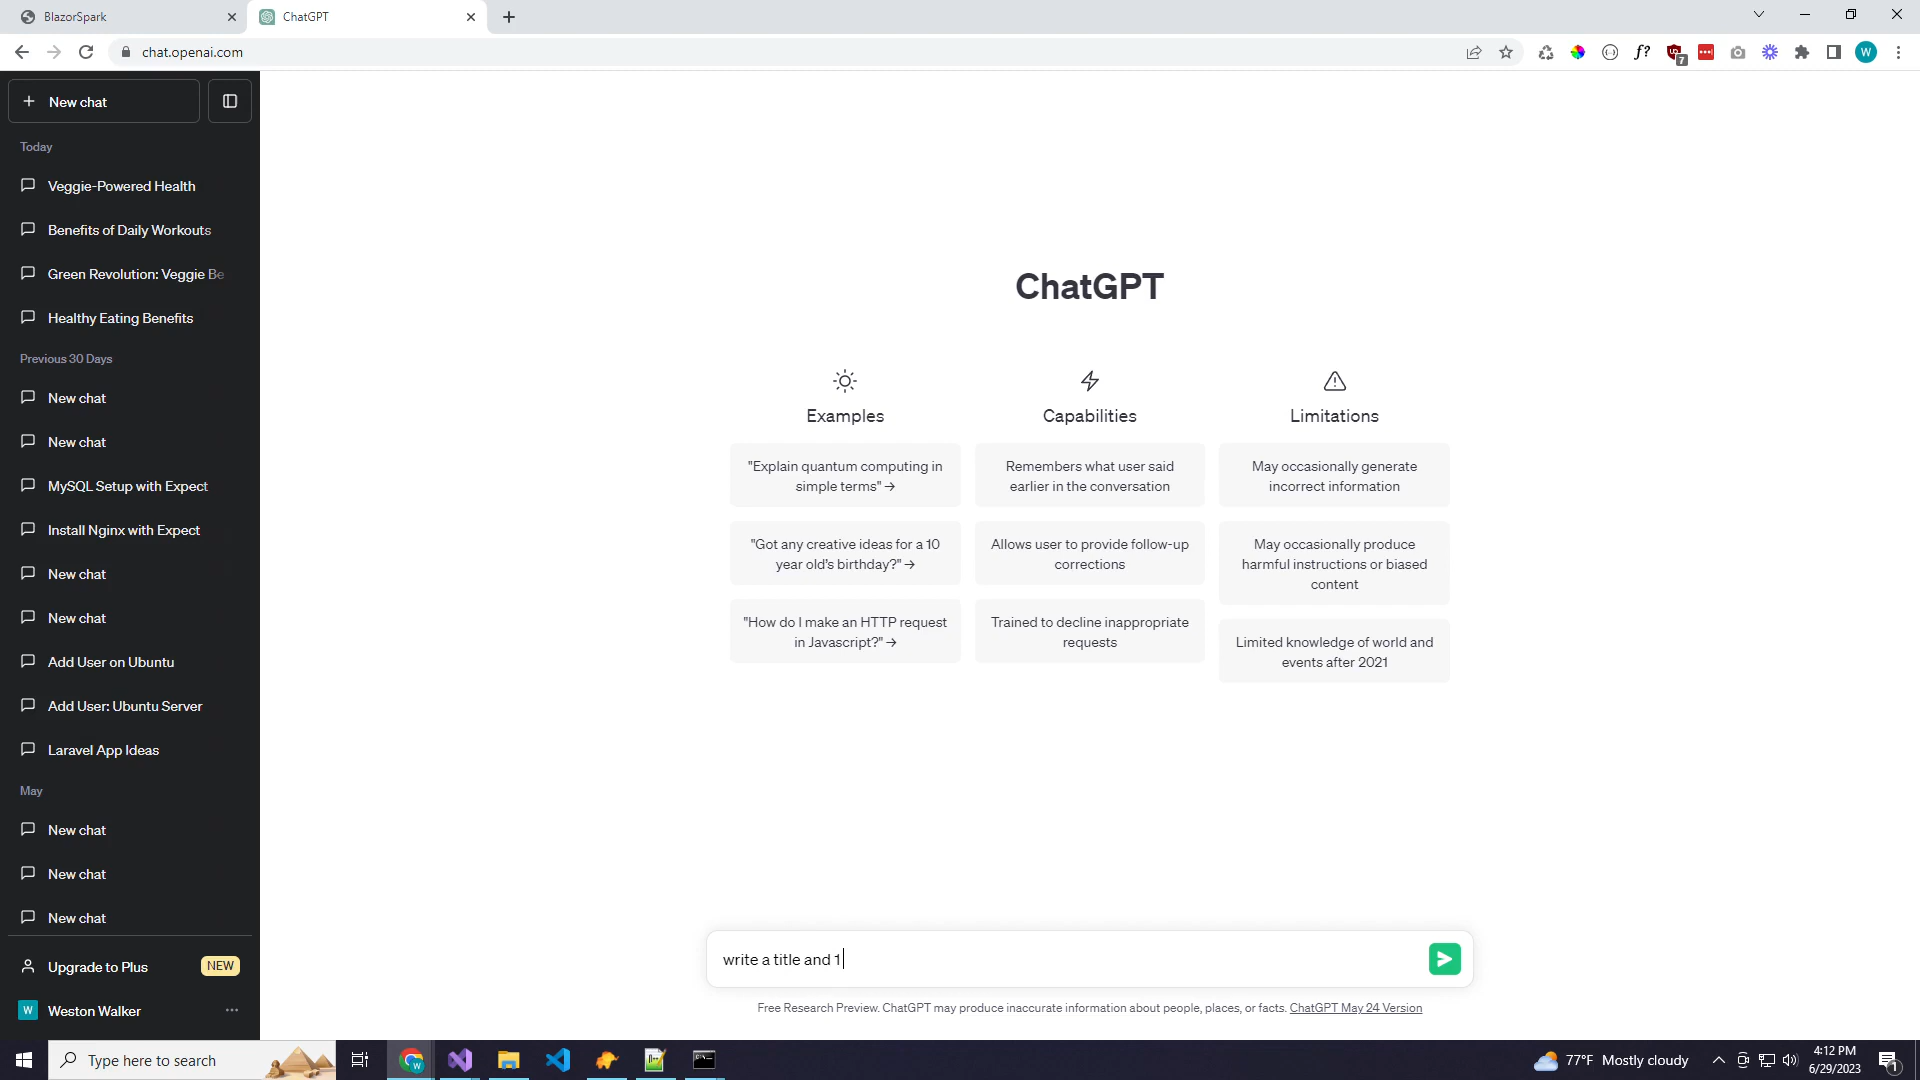 BlazorSpark
ChatGPT
chat.openai.com
f?
7
W
New chat
Today
Veggie-Powered Health
Benefits of Daily Workouts
Green Revolution: Veggie Be
Healthy Eating Benefits
Previous 30 Days
New chat
New chat
MySQL Setup with Expect
Install Nginx with Expect
New chat
New chat
Add User on Ubuntu
Add User: Ubuntu Server
Laravel App Ideas
May
New chat
New chat
New chat
Upgrade to Plus
NEW
W
Weston Walker
ChatGPT
Examples
"Explain quantum computing in
simple terms" →
"Got any creative ideas for a 10
year old's birthday?" →
"How do I make an HTTP request
in Javascript?" →
Capabilities
Remembers what user said
earlier in the conversation
Allows user to provide follow-up
corrections
Trained to decline inappropriate
requests
Limitations
May occasionally generate
incorrect information
May occasionally produce
harmful instructions or biased
content
Limited knowledge of world and
events after 2021
write a title and 1
Free Research Preview. ChatGPT may produce inaccurate information about people, places, or facts. ChatGPT May 24 Version
Type here to search
W
77°F Mostly cloudy
4:12 PM
6/29/2023
1